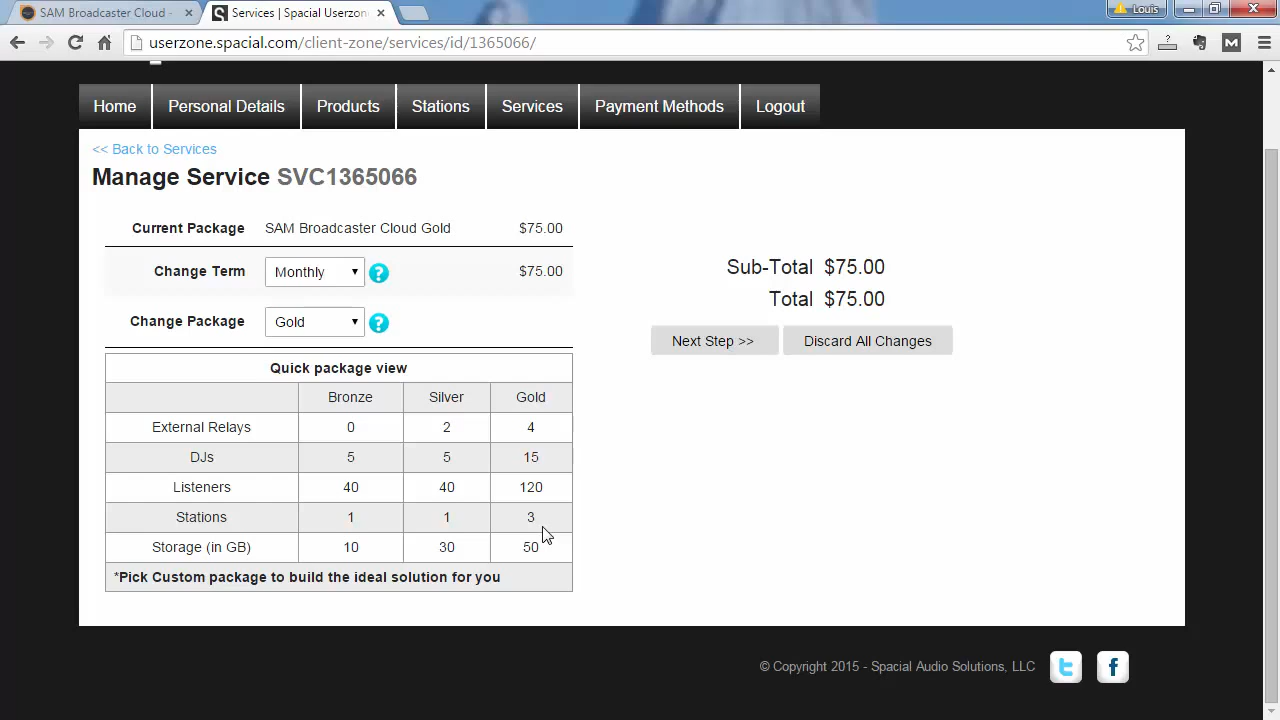 SAM Broadcaster Cloud -
Services | Spacial Userzon
Louis
userzone.spacial.com/client-zone/services/id/1365066/
Home Personal Details Products Stations Services Payment Methods Logout
<< Back to Services
Manage Service SVC1365066
Current Package SAM Broadcaster Cloud Gold $75.00
Change Term Monthly ? $75.00
Change Package Gold ?
Sub-Total $75.00
Total $75.00
Next Step >> Discard All Changes
Quick package view
Bronze Silver Gold
External Relays 0 2 4
DJs 5 5 15
Listeners 40 40 120
Stations 1 1 3
Storage (in GB) 10 30 50
*Pick Custom package to build the ideal solution for you
© Copyright 2015 - Spacial Audio Solutions, LLC